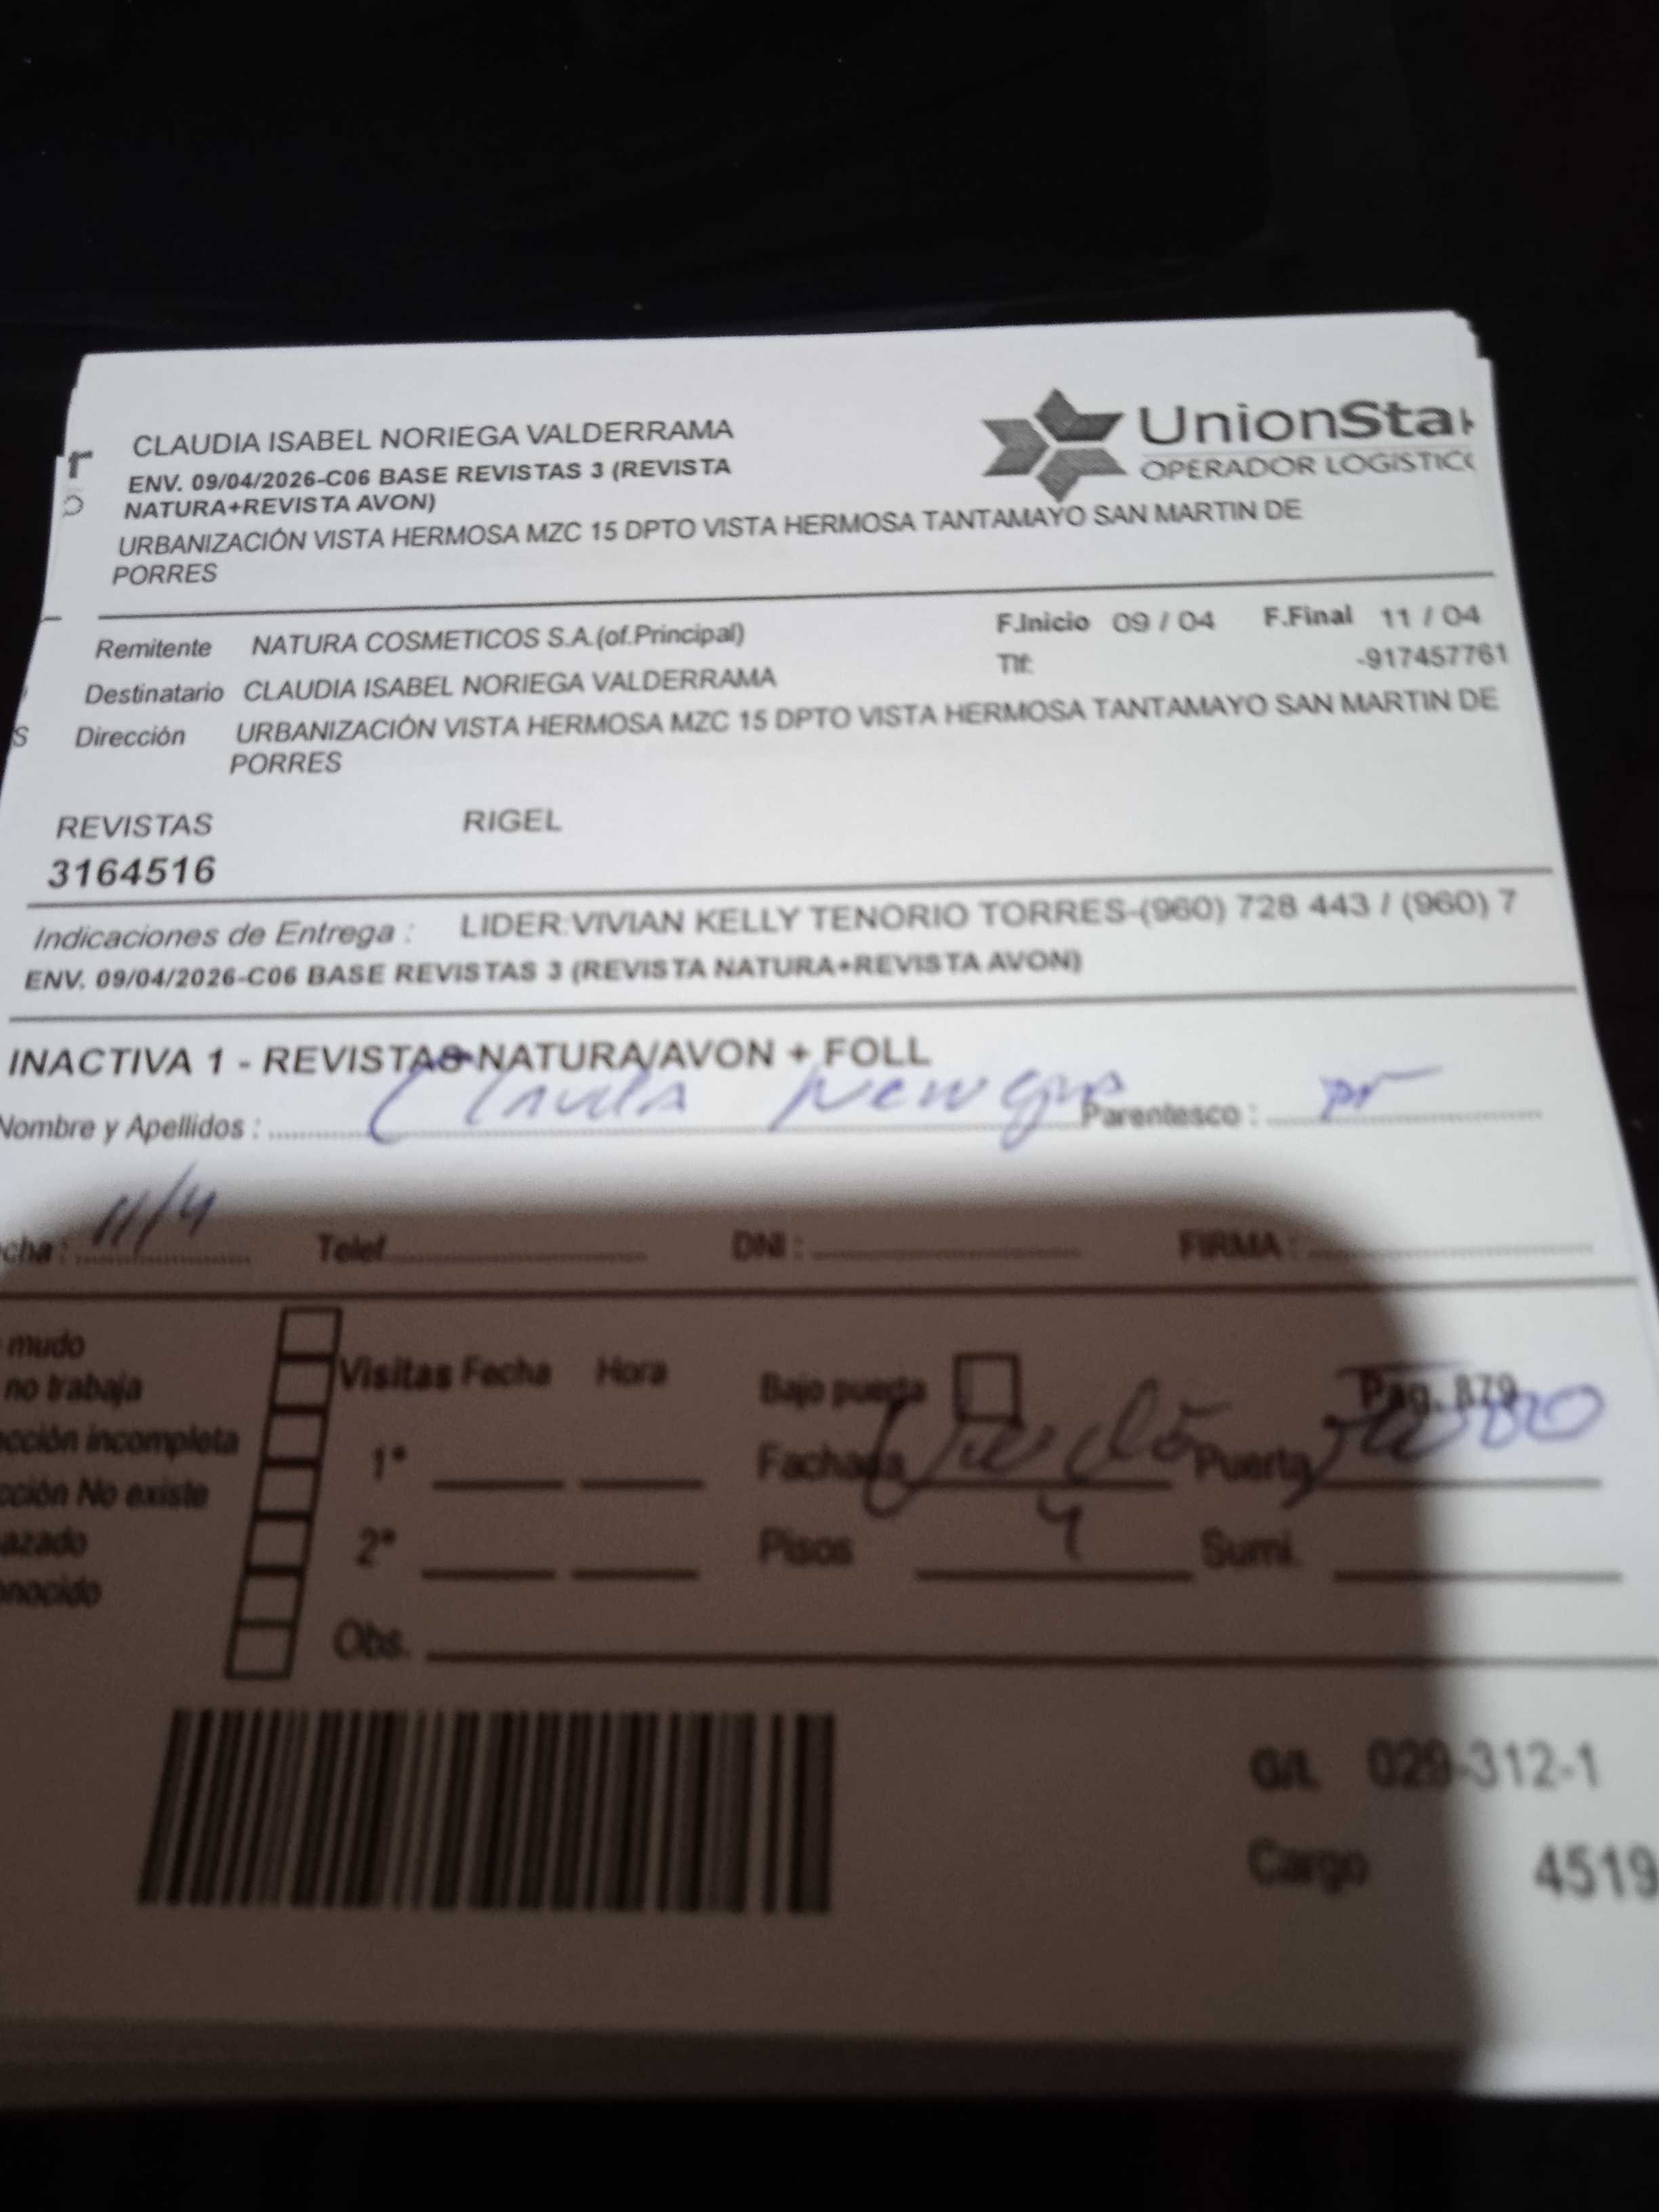 CLAUDIA ISABEL NORIEGA VALDERRAMA
UnionSta
OPERADOR LOGISTIC
ENV. 09/04/2026-C06 BASE REVISTAS 3 (REVISTA
NATURA+REVISTA AVON)
URBANIZACIÓN VISTA HERMOSA MZC 15 DPTO VISTA HERMOSA TANTAMAYO SAN MARTIN DE
PORRES
Remitente NATURA COSMETICOS S.A.(of.Principal) F.Inicio 09 / 04 F.Final 11 / 04
Destinatario CLAUDIA ISABEL NORIEGA VALDERRAMA Tlf: -917457761
Dirección URBANIZACIÓN VISTA HERMOSA MZC 15 DPTO VISTA HERMOSA TANTAMAYO SAN MARTIN DE
PORRES
REVISTAS RIGEL
3164516
Indicaciones de Entrega : LIDER:VIVIAN KELLY TENORIO TORRES-(960) 728 443 / (960) 7
ENV. 09/04/2026-C06 BASE REVISTAS 3 (REVISTA NATURA+REVISTA AVON)
INACTIVA 1 - REVISTAS NATURA/AVON + FOLL
Nombre y Apellidos : Parentesco :
cha : 11/4 Telef DNI : FIRMA :
mudo
no trabaja
cción incompleta
cción No existe
azado
nocido
Visitas Fecha Hora
1°
2°
Obs.
Bajo puerta Pag. 879
Fachada Puerta
Pisos 4 Sumi.
G/L 029-312-1
Cargo 4519